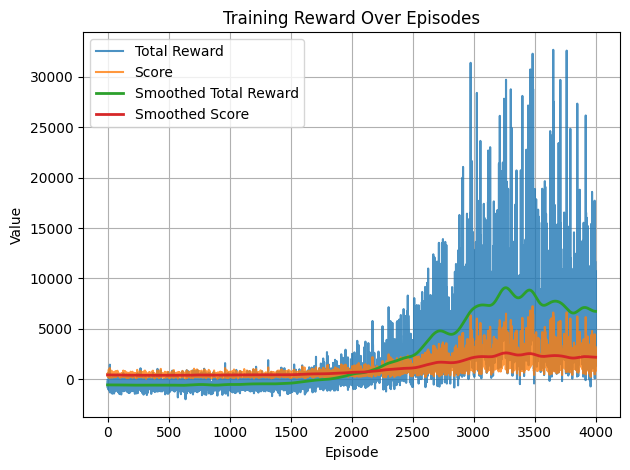 Training Reward Over Episodes
Total Reward
Score
Smoothed Total Reward
Smoothed Score
Value
30000
25000
20000
15000
10000
5000
0
0 500 1000 1500 2000 2500 3000 3500 4000
Episode